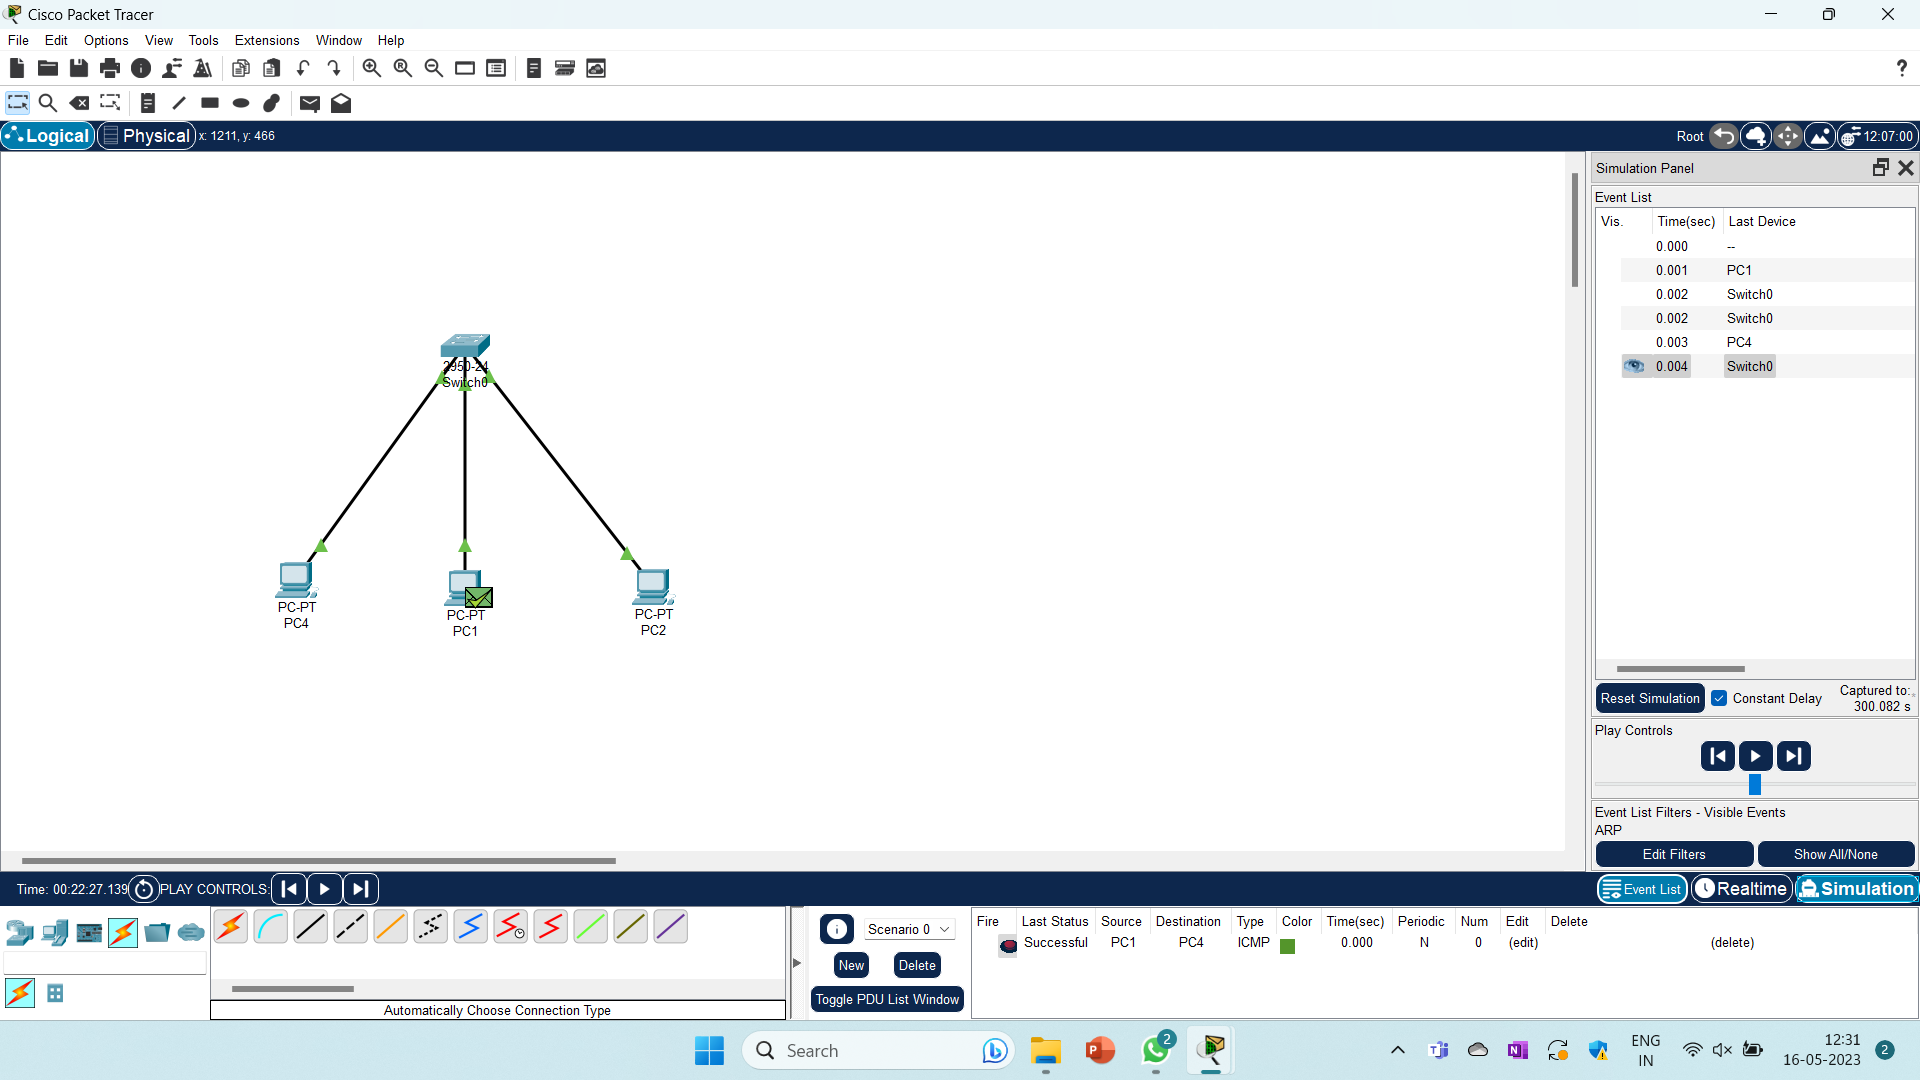 Cisco Packet Tracer
File Edit Options View Tools Extensions Window Help
?
Logical Physical x: 1211, y: 466 Root 12:07:00
Simulation Panel
Event List
Vis. Time(sec) Last Device
0.000 --
0.001 PC1
0.002 Switch0
0.002 Switch0
0.003 PC4
0.004 Switch0
2950-24
Switch0
PC-PT
PC4
PC-PT
PC1
PC-PT
PC2
Reset Simulation Constant Delay Captured to:
300.082 s
Play Controls
Event List Filters - Visible Events
ARP
Edit Filters Show All/None
Time: 00:22:27.139 PLAY CONTROLS: Event List Realtime Simulation
Scenario 0
New Delete
Toggle PDU List Window
Fire Last Status Source Destination Type Color Time(sec) Periodic Num Edit Delete
Successful PC1 PC4 ICMP 0.000 N 0 (edit) (delete)
Automatically Choose Connection Type
Search
2
ENG
IN
12:31
16-05-2023
2